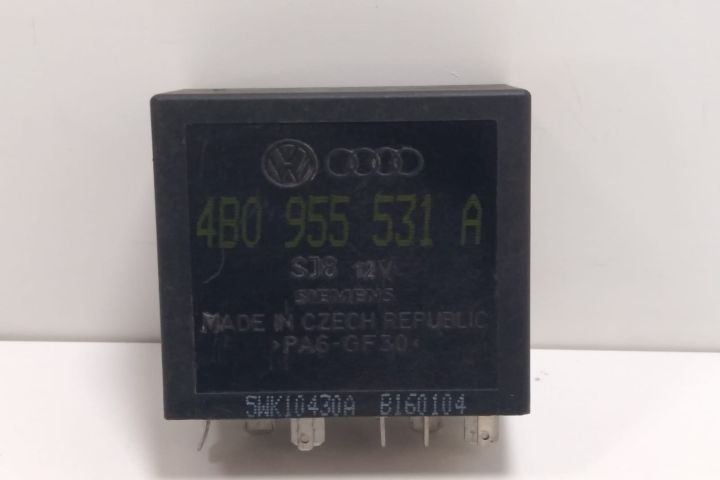 4B0 955 531 A
SJ8 12V
SIEMENS
MADE IN CZECH REPUBLIC
>PA6-GF30<
5WK10430A B160104